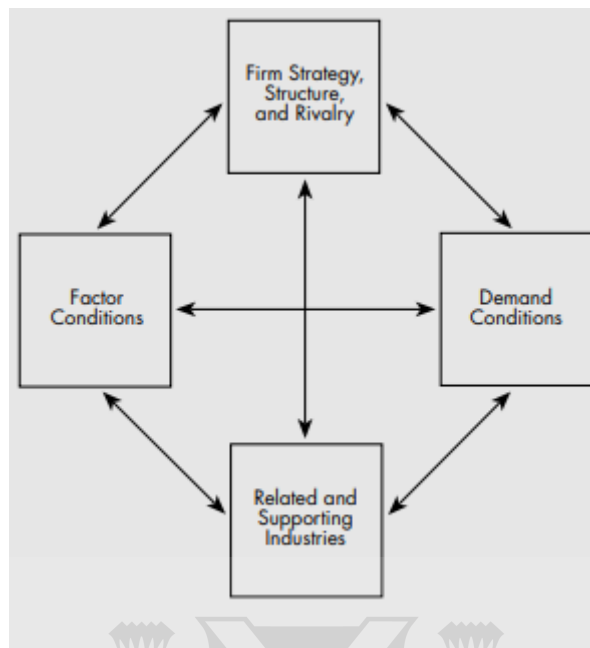 Firm Strategy,
Structure,
and Rivalry
Factor
Conditions
Demand
Conditions
Related and
Supporting
Industries